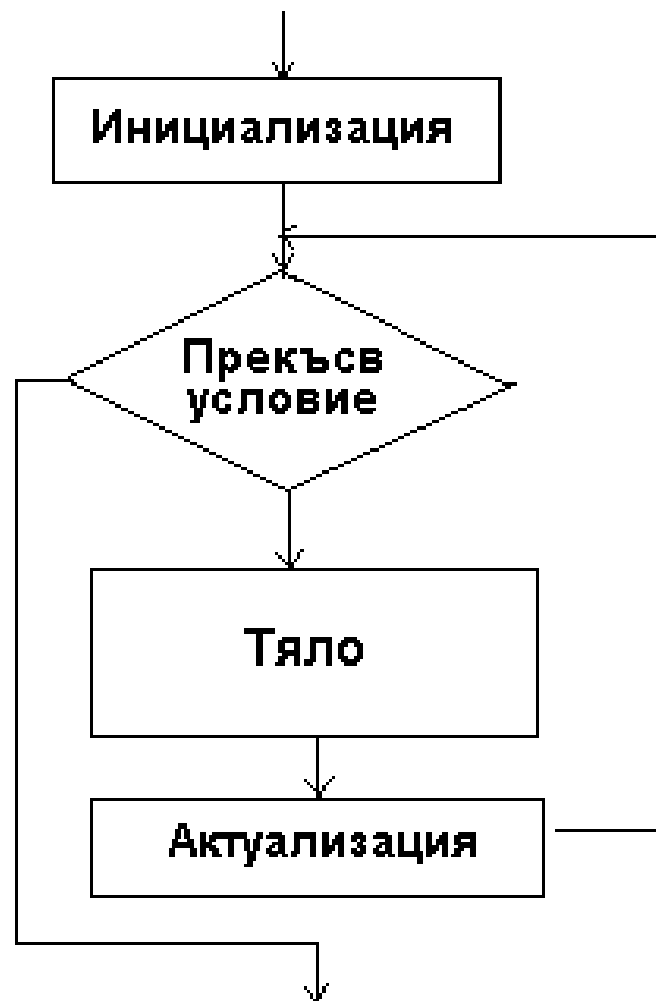 Инициализация
Прекъсв
условие
Тяло
Актуализация